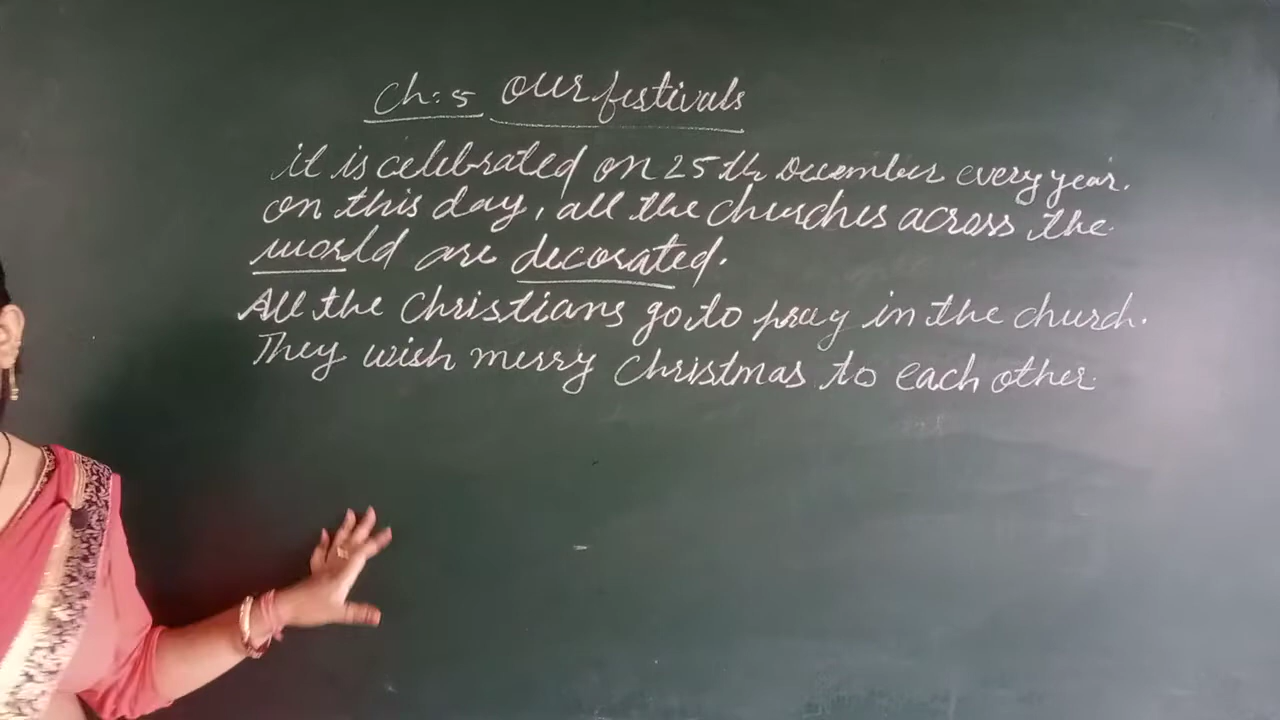 Ch:5 Our festivals
it is celebrated on 25th December every year.
on this day, all the churches across the
world are decorated.
All the Christians go to pray in the church.
They wish merry Christmas to each other.